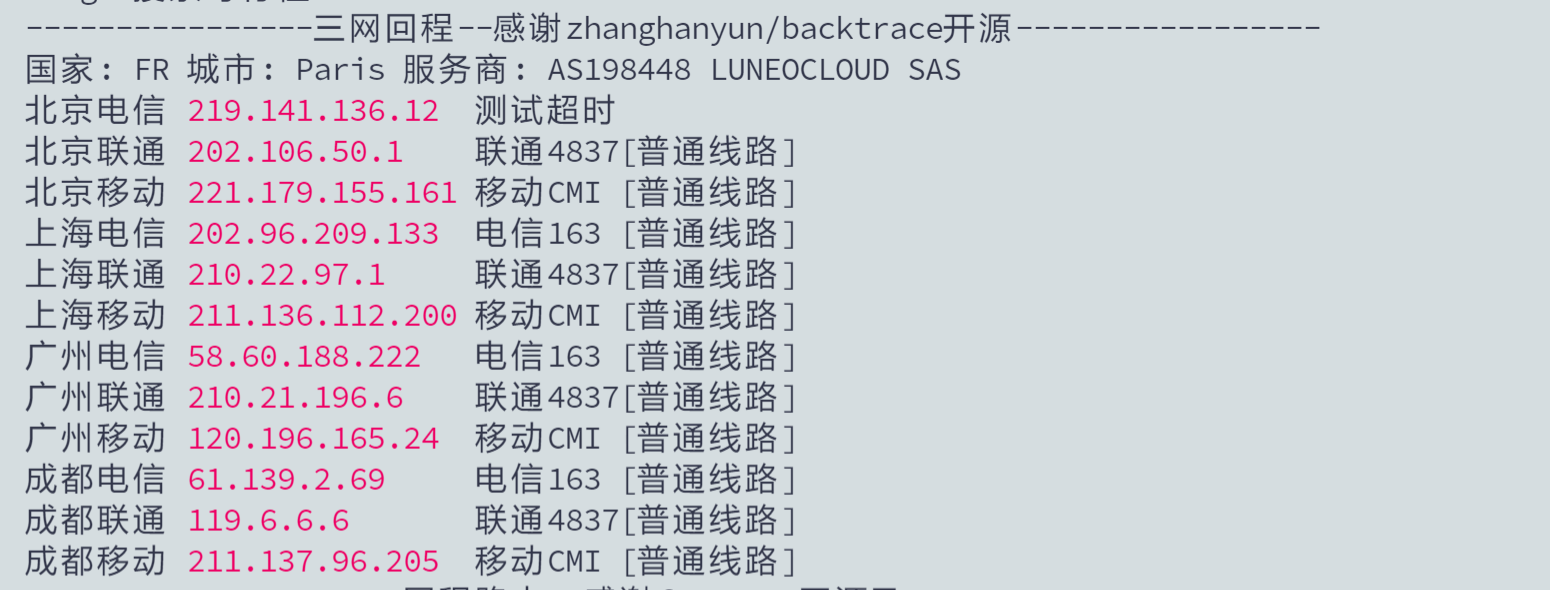 ----------------三网回程--感谢zhanghanyun/backtrace开源-----------------
国家: FR 城市: Paris 服务商: AS198448 LUNEOCLOUD SAS
北京电信 219.141.136.12  测试超时
北京联通 202.106.50.1    联通4837[普通线路]
北京移动 221.179.155.161 移动CMI [普通线路]
上海电信 202.96.209.133  电信163 [普通线路]
上海联通 210.22.97.1     联通4837[普通线路]
上海移动 211.136.112.200 移动CMI [普通线路]
广州电信 58.60.188.222   电信163 [普通线路]
广州联通 210.21.196.6    联通4837[普通线路]
广州移动 120.196.165.24  移动CMI [普通线路]
成都电信 61.139.2.69     电信163 [普通线路]
成都联通 119.6.6.6       联通4837[普通线路]
成都移动 211.137.96.205  移动CMI [普通线路]